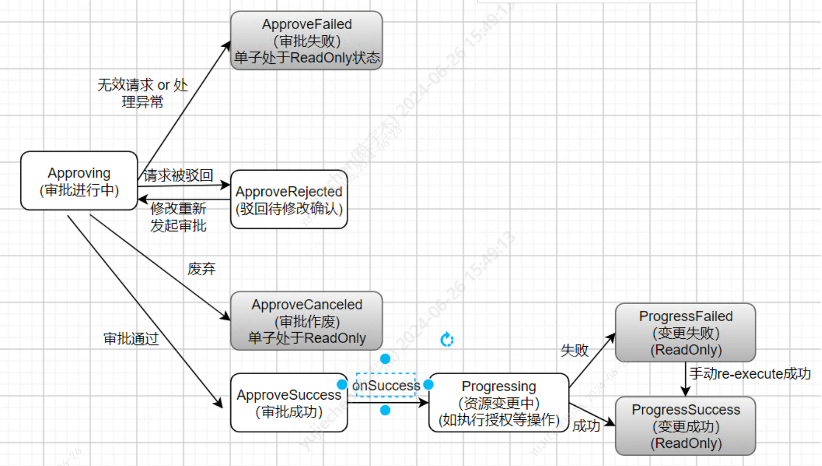 ApproveFailed
（审批失败）
单子处于ReadOnly状态
无效请求 or 处
理异常
Approving
(审批进行中)
请求被驳回
ApproveRejected
(驳回待修改确认)
修改重新
发起审批
废弃
ApproveCanceled
(审批作废)
单子处于ReadOnly
审批通过
ApproveSuccess
(审批成功)
onSuccess
Progressing
(资源变更中)
(如执行授权等操作)
失败
ProgressFailed
(变更失败)
(ReadOnly)
手动re-execute成功
成功
ProgressSuccess
(变更成功)
(ReadOnly)
2024-06-26 15:49:13
2024-06-26 15:49:13